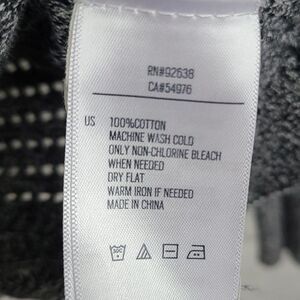 RN#92638
CA#54976
US 100%COTTON
MACHINE WASH COLD
ONLY NON-CHLORINE BLEACH
WHEN NEEDED
DRY FLAT
WARM IRON IF NEEDED
MADE IN CHINA